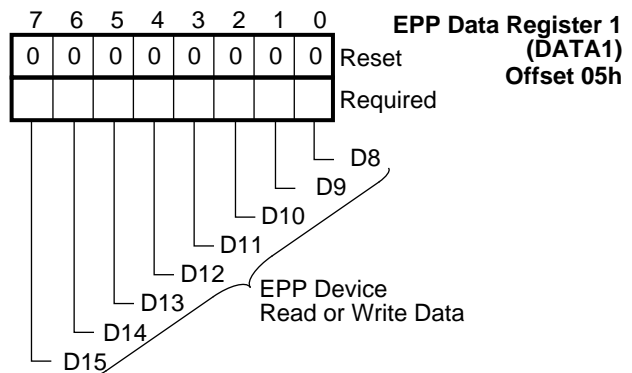 7 6 5 4 3 2 1 0
EPP Data Register 1
(DATA1)
Offset 05h
0 0 0 0 0 0 0 0 Reset
Required
D8
D9
D10
D11
D12
D13
D14
D15
EPP Device
Read or Write Data